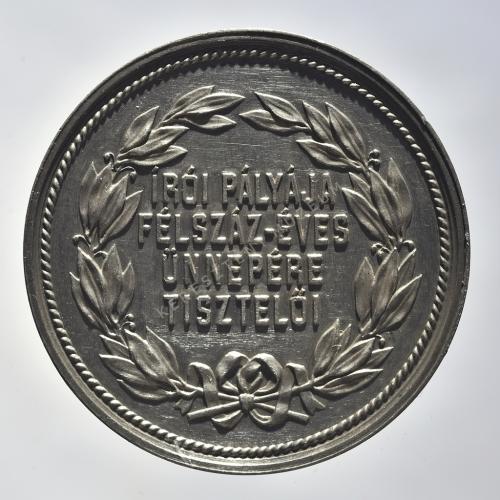 ÍRÓI PÁLYÁJA
FÉLSZÁZ-ÉVES
ÜNNEPÉRE
TISZTELŐI